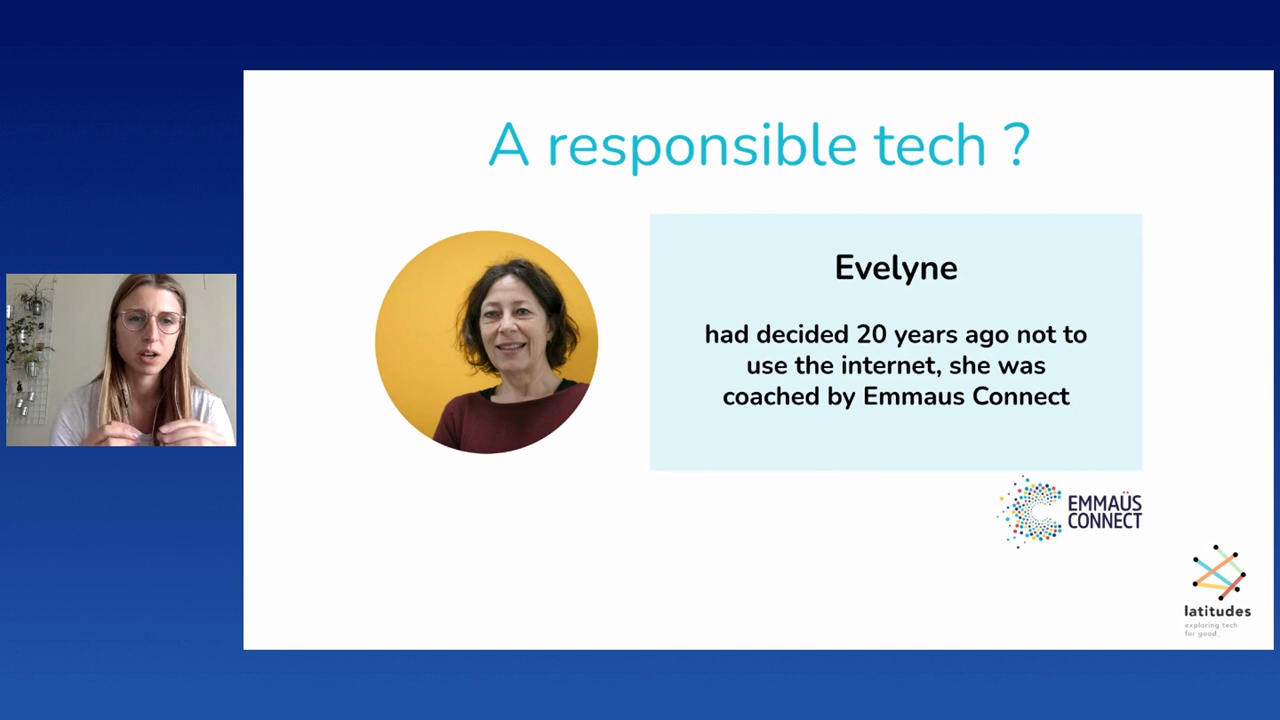 A responsible tech ?
Evelyne
had decided 20 years ago not to
use the internet, she was
coached by Emmaus Connect
EMMAÜS
CONNECT
latitudes
exploring tech
for good_